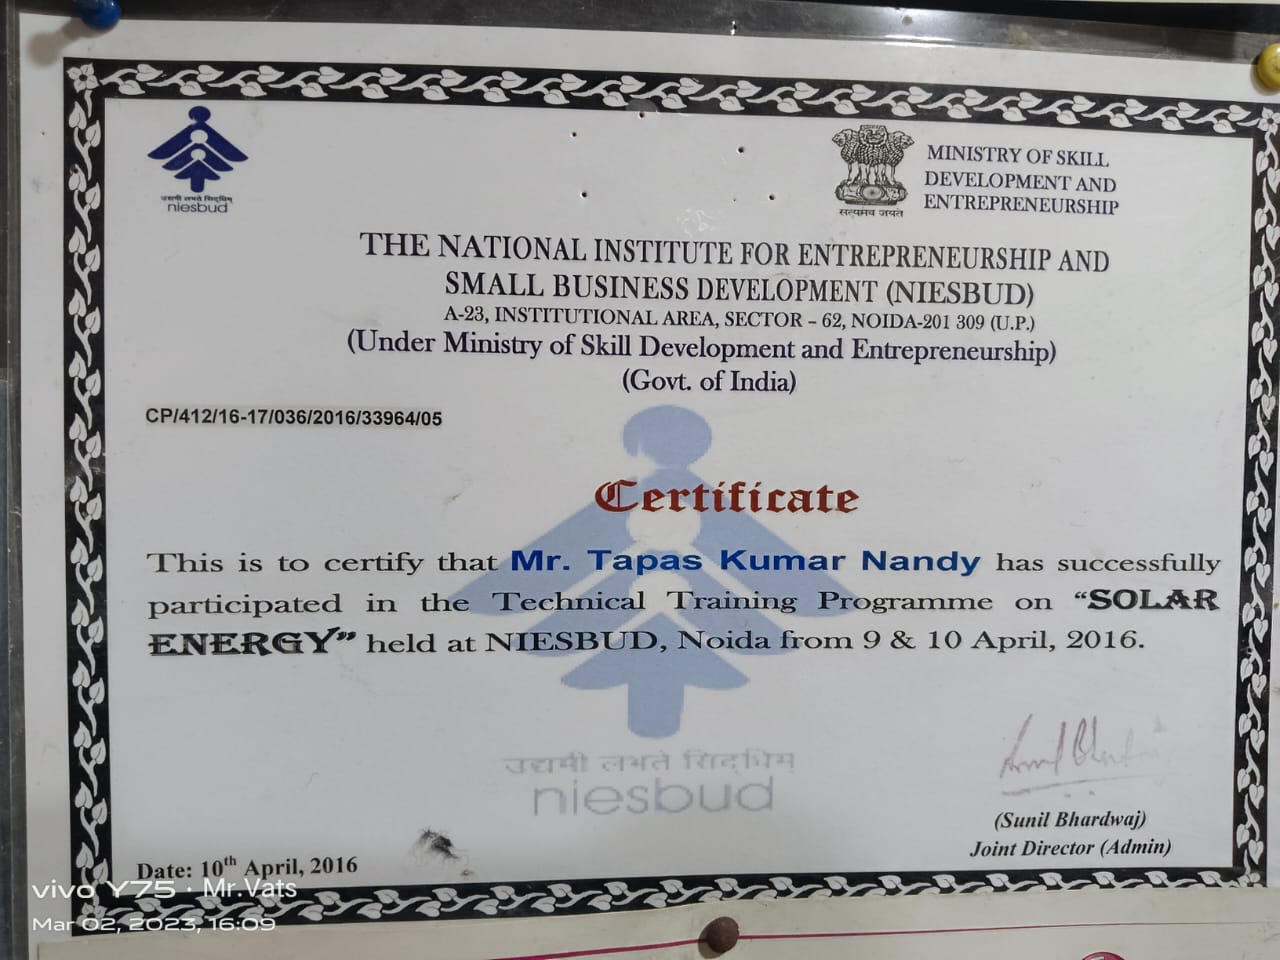 उद्यमी लभते सिद्धिम्
niesbud
सत्यमेव जयते
MINISTRY OF SKILL
DEVELOPMENT AND
ENTREPRENEURSHIP
THE NATIONAL INSTITUTE FOR ENTREPRENEURSHIP AND
SMALL BUSINESS DEVELOPMENT (NIESBUD)
A-23, INSTITUTIONAL AREA, SECTOR – 62, NOIDA-201 309 (U.P.)
(Under Ministry of Skill Development and Entrepreneurship)
(Govt. of India)
CP/412/16-17/036/2016/33964/05
Certificate
This is to certify that Mr. Tapas Kumar Nandy has successfully
participated in the Technical Training Programme on “SOLAR
ENERGY” held at NIESBUD, Noida from 9 & 10 April, 2016.
उद्यमी लभते सिद्धिम्
niesbud
(Sunil Bhardwaj)
Joint Director (Admin)
Date: 10th April, 2016
vivo Y75 · Mr.Vats
Mar 02, 2023, 16:09